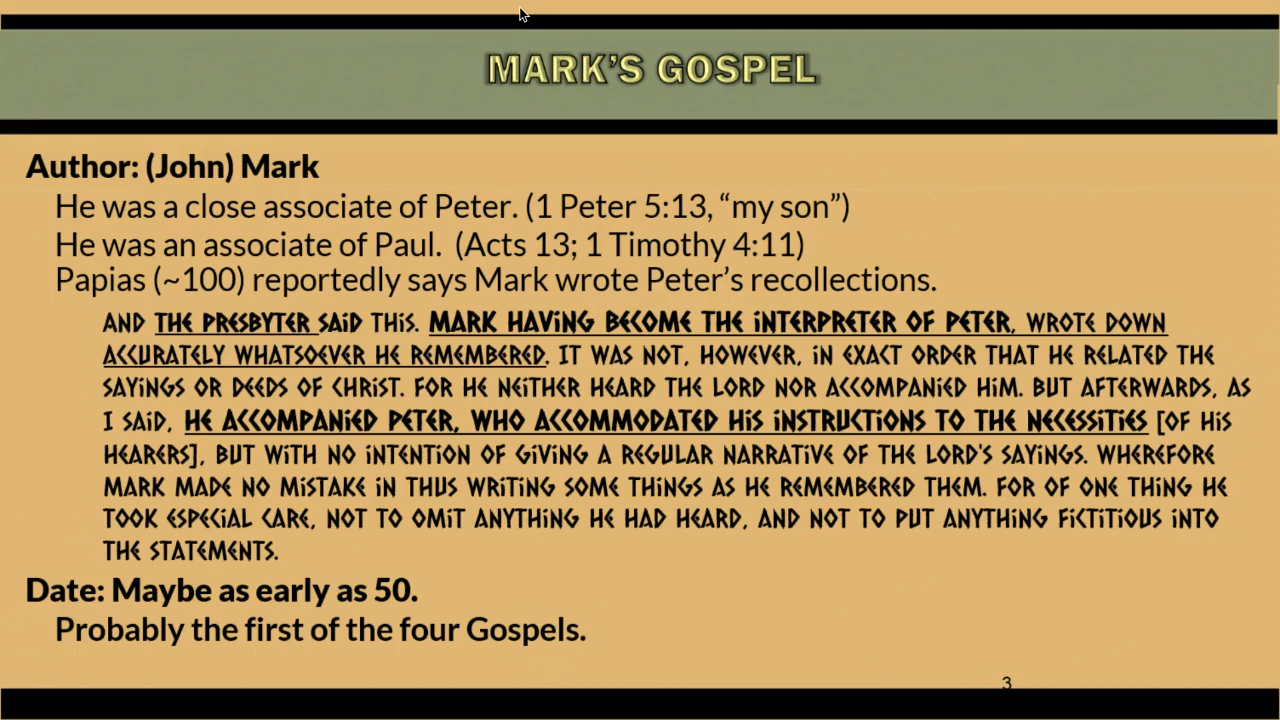 MARK'S GOSPEL
Author: (John) Mark
He was a close associate of Peter. (1 Peter 5:13, “my son”)
He was an associate of Paul. (Acts 13; 1 Timothy 4:11)
Papias (~100) reportedly says Mark wrote Peter’s recollections.
AND THE PRESBYTER SAID THIS. MARK HAVING BECOME THE INTERPRETER OF PETER, WROTE DOWN
ACCURATELY WHATSOEVER HE REMEMBERED. IT WAS NOT, HOWEVER, IN EXACT ORDER THAT HE RELATED THE
SAYINGS OR DEEDS OF CHRIST. FOR HE NEITHER HEARD THE LORD NOR ACCOMPANIED HIM. BUT AFTERWARDS, AS
I SAID, HE ACCOMPANIED PETER, WHO ACCOMMODATED HIS INSTRUCTIONS TO THE NECESSITIES [OF HIS
HEARERS], BUT WITH NO INTENTION OF GIVING A REGULAR NARRATIVE OF THE LORD'S SAYINGS. WHEREFORE
MARK MADE NO MISTAKE IN THUS WRITING SOME THINGS AS HE REMEMBERED THEM. FOR OF ONE THING HE
TOOK ESPECIAL CARE, NOT TO OMIT ANYTHING HE HAD HEARD, AND NOT TO PUT ANYTHING FICTITIOUS INTO
THE STATEMENTS.
Date: Maybe as early as 50.
Probably the first of the four Gospels.
3